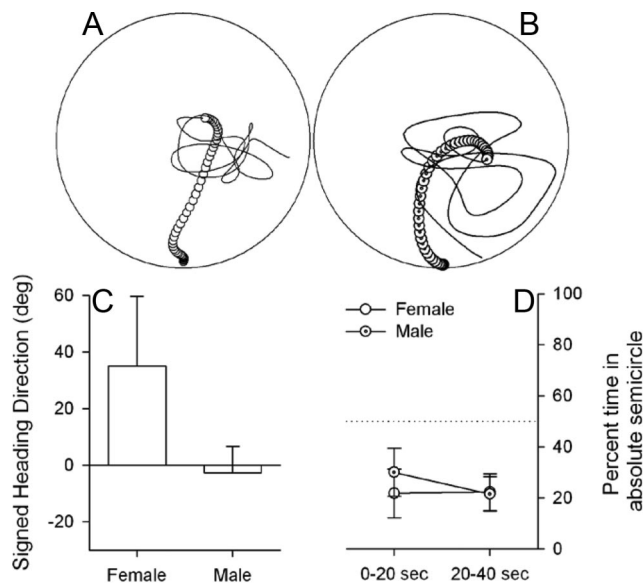 A
B
C
D
Signed Heading Direction (deg)
60
40
20
0
-20
Female
Male
Female
Male
100
80
60
40
20
0
Percent time in
absolute semicircle
0-20 sec
20-40 sec